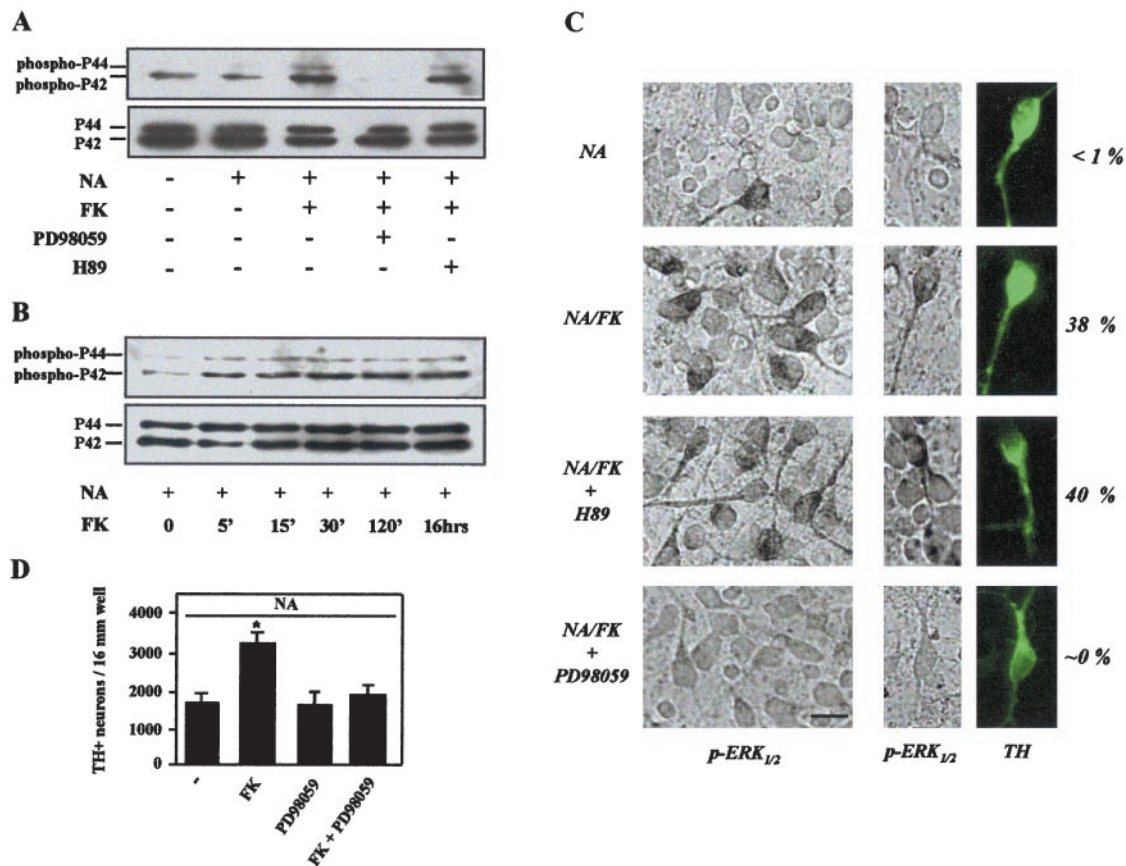 A
phospho-P44
phospho-P42
P44
P42
NA - + + + +
FK - - + + +
PD98059 - - - + -
H89 - - - - +
B
phospho-P44
phospho-P42
P44
P42
NA + + + + + +
FK 0 5’ 15’ 30’ 120’ 16hrs
C
NA
< 1 %
NA/FK
38 %
NA/FK
+
H89
40 %
NA/FK
+
PD98059
~0 %
p-ERK1/2 p-ERK1/2 TH
D
NA
*
4000
3000
2000
1000
0
TH+ neurons / 16 mm well
-
FK
PD98059
FK + PD98059